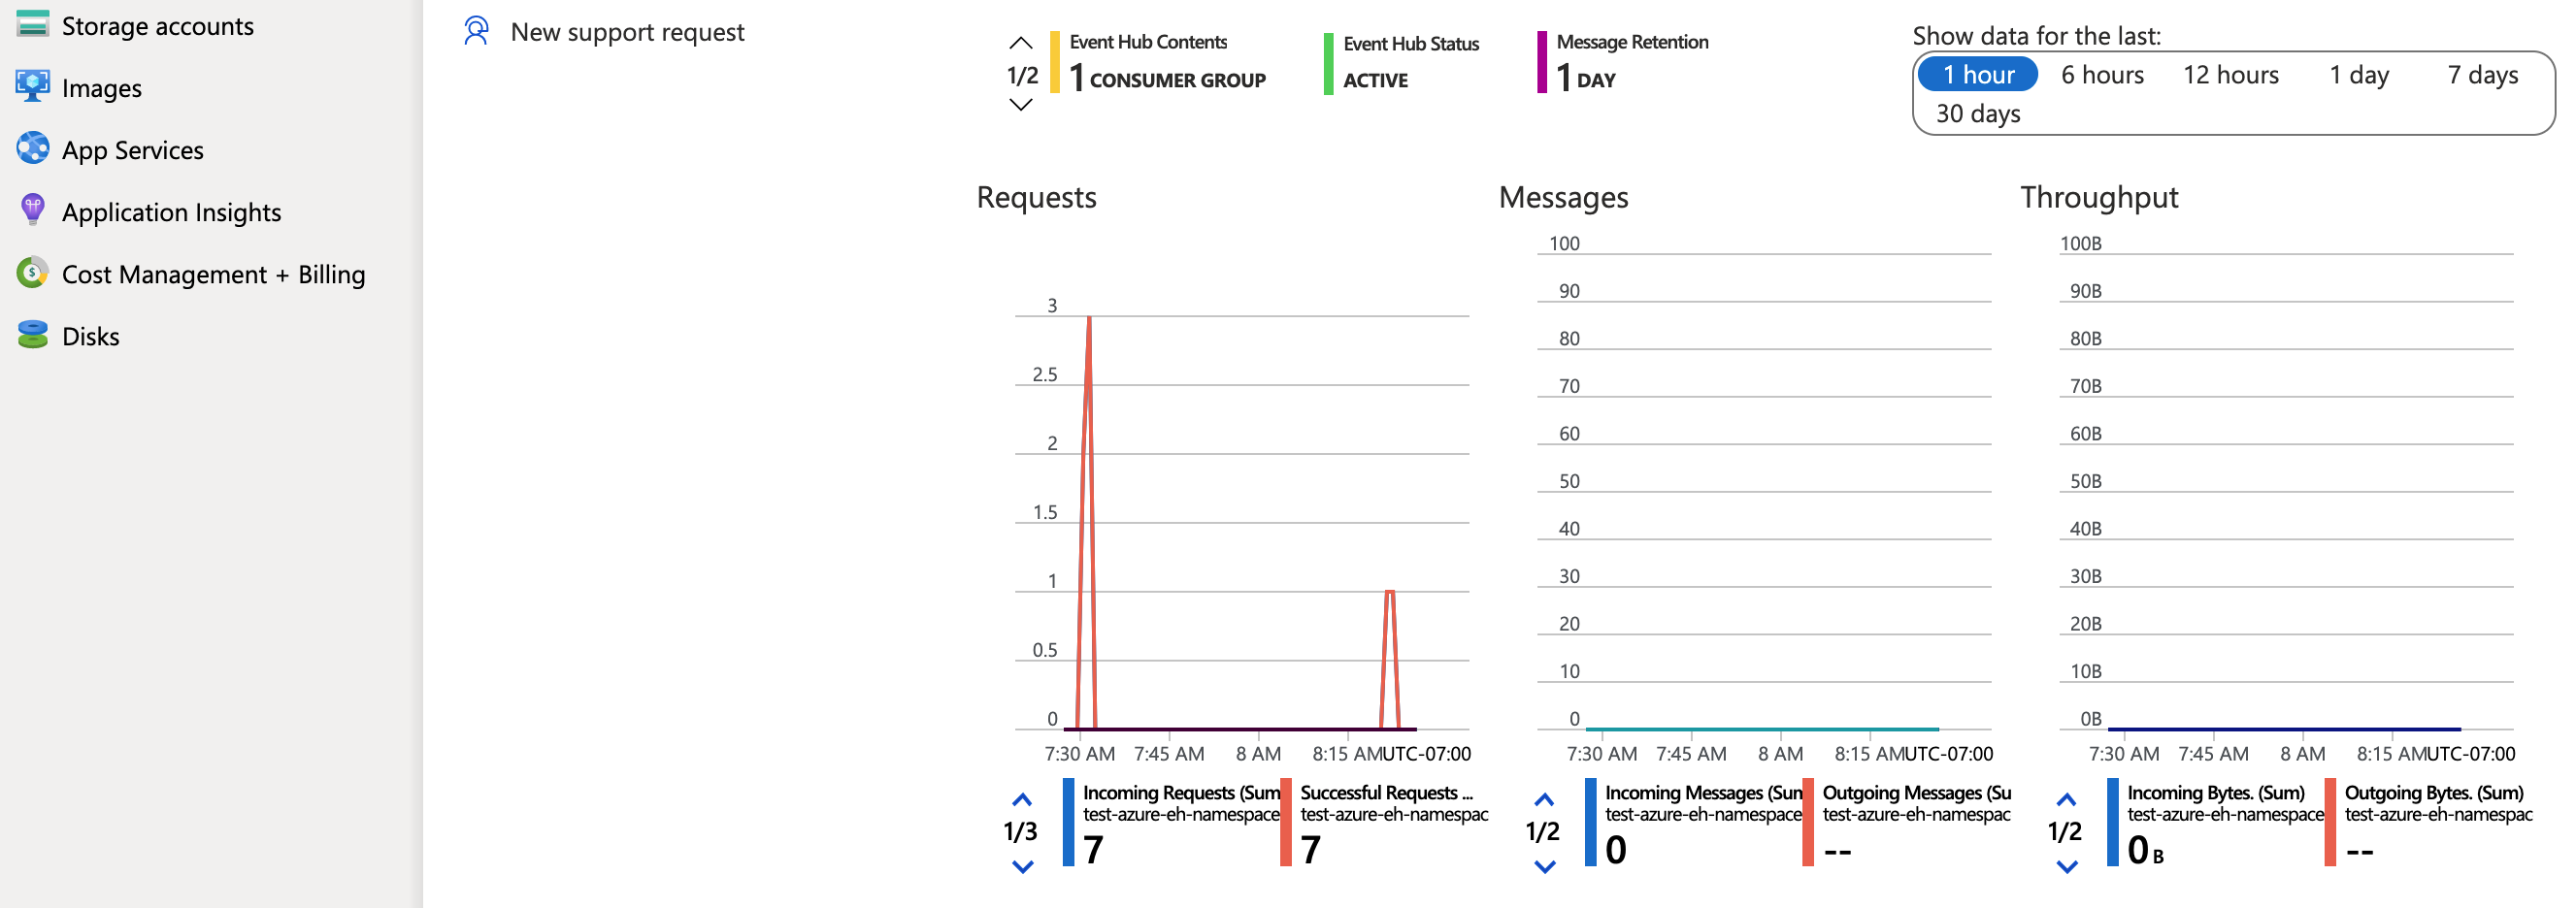 Storage accounts
Images
App Services
Application Insights
Cost Management + Billing
Disks
New support request
1/2
Event Hub Contents
1 CONSUMER GROUP
Event Hub Status
ACTIVE
Message Retention
1 DAY
Show data for the last:
1 hour 6 hours 12 hours 1 day 7 days
30 days
Requests
3
2.5
2
1.5
1
0.5
0
7:30 AM 7:45 AM 8 AM 8:15 AM UTC-07:00
1/3
Incoming Requests (Sum
test-azure-eh-namespace
7
Successful Requests ...
test-azure-eh-namespac
7
Messages
100
90
80
70
60
50
40
30
20
10
0
7:30 AM 7:45 AM 8 AM 8:15 AM UTC-07:00
1/2
Incoming Messages (Sum
test-azure-eh-namespace
0
Outgoing Messages (Su
test-azure-eh-namespac
--
Throughput
100B
90B
80B
70B
60B
50B
40B
30B
20B
10B
0B
7:30 AM 7:45 AM 8 AM 8:15 AM UTC-07:00
1/2
Incoming Bytes. (Sum)
test-azure-eh-namespace
0 B
Outgoing Bytes. (Sum)
test-azure-eh-namespac
--